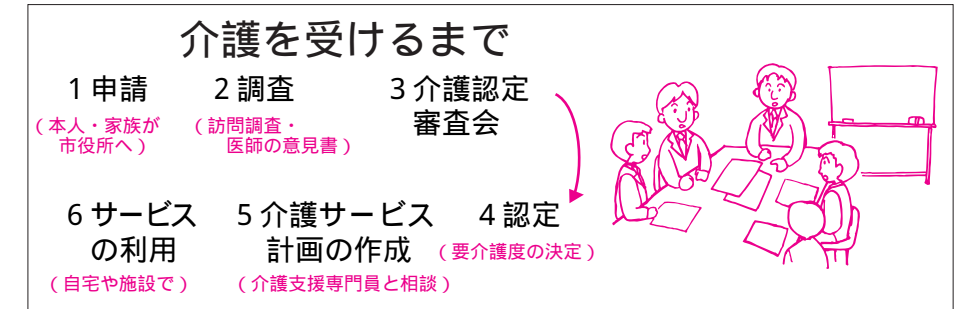 介護を受けるまで
1 申請
(本人・家族が
市役所へ)
2 調査
(訪問調査・
医師の意見書)
3 介護認定
審査会
4 認定
(要介護度の決定)
5 介護サービス
計画の作成
(介護支援専門員と相談)
6 サービス
の利用
(自宅や施設で)